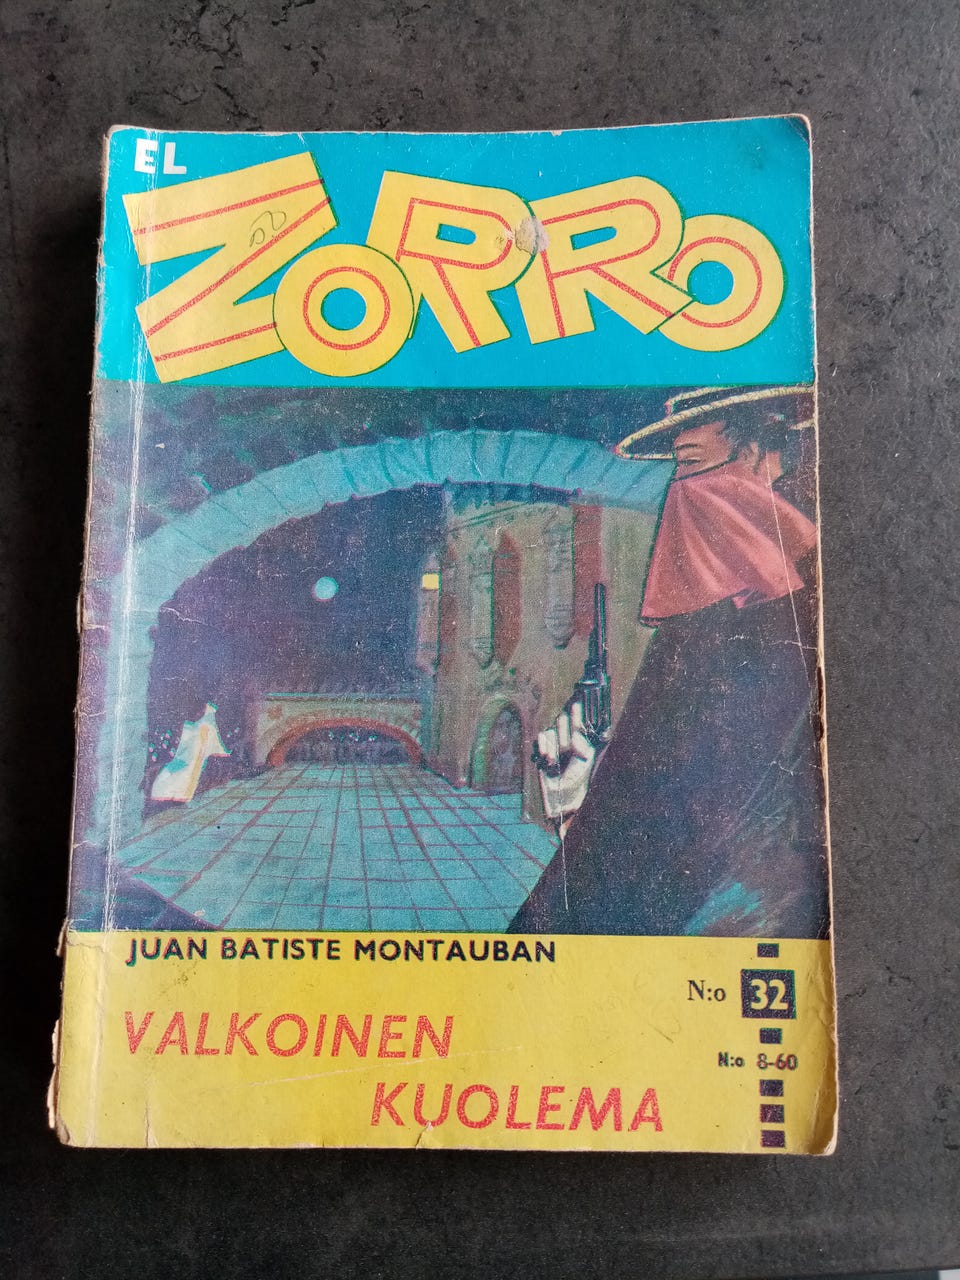 EL
ZORRO
JUAN BATISTE MONTAUBAN
N:o 32
VALKOINEN
N:o 8-60
KUOLEMA